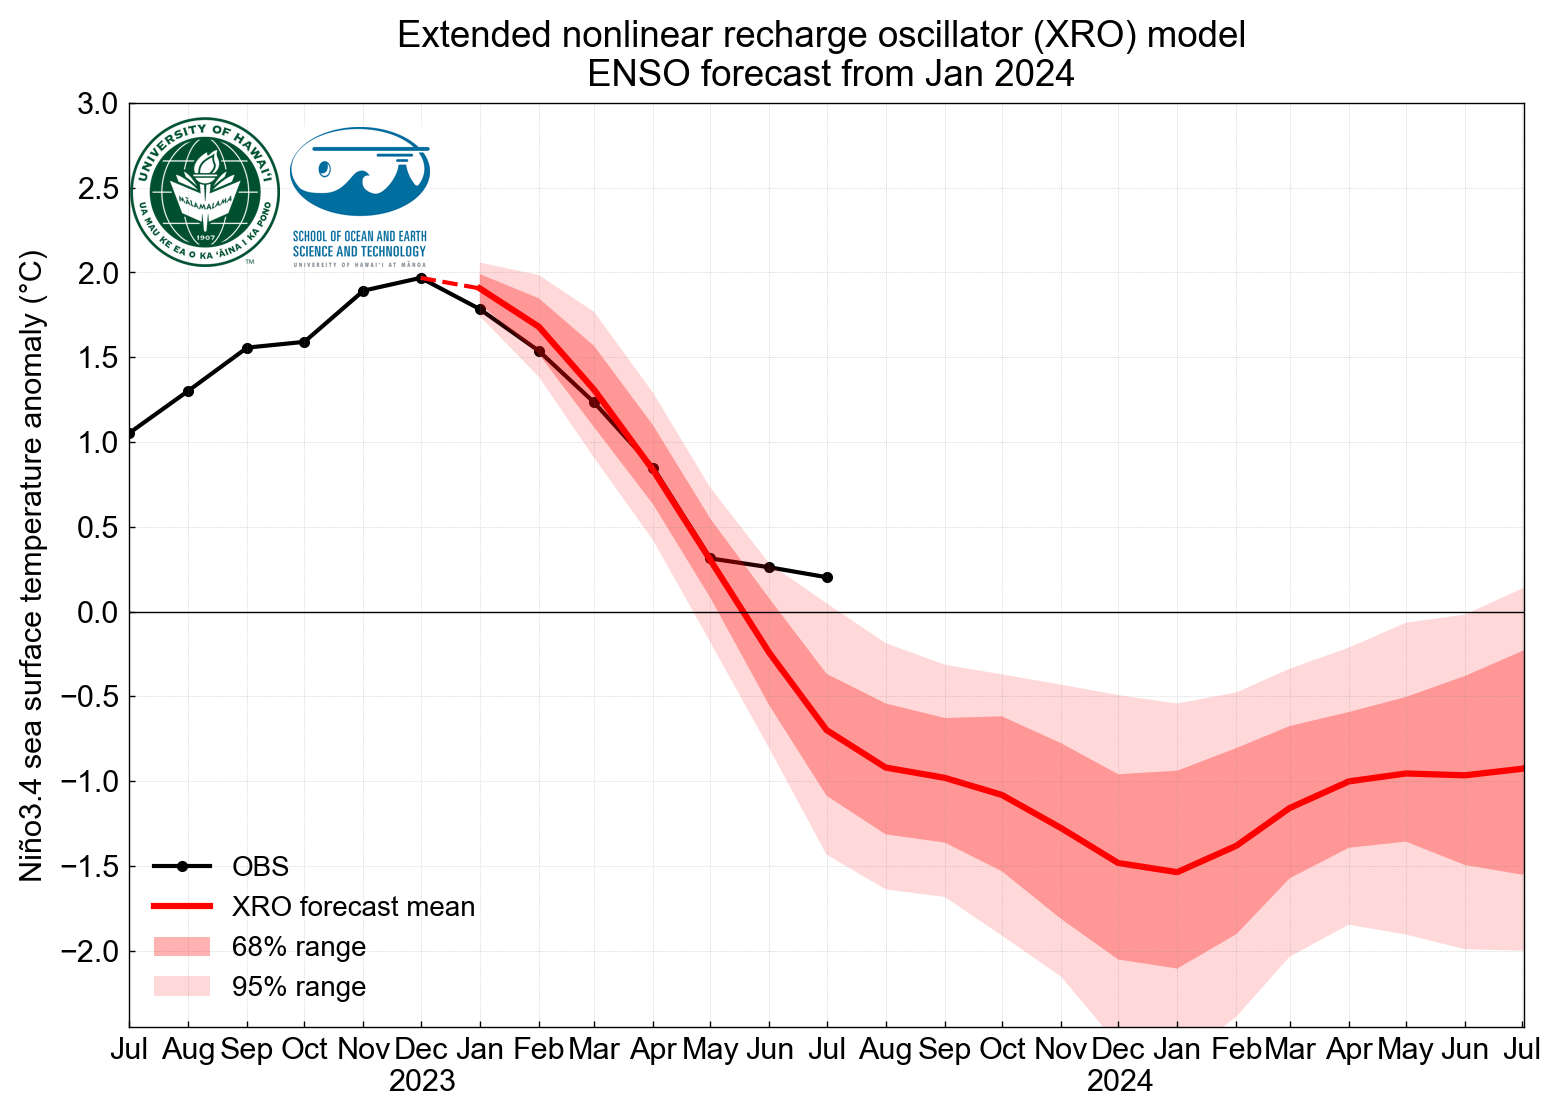 Extended nonlinear recharge oscillator (XRO) model
ENSO forecast from Jan 2024
UNIVERSITY OF HAWAI‘I
MĀLAMALAMA
1907
UA MAU KE EA O KA ‘ĀINA I KA PONO
TM
SCHOOL OF OCEAN AND EARTH
SCIENCE AND TECHNOLOGY
UNIVERSITY OF HAWAI‘I AT MĀNOA
Niño3.4 sea surface temperature anomaly (°C)
3.0
2.5
2.0
1.5
1.0
0.5
0.0
−0.5
−1.0
−1.5
−2.0
OBS
XRO forecast mean
68% range
95% range
Jul Aug Sep Oct Nov Dec Jan Feb Mar Apr May Jun Jul Aug Sep Oct Nov Dec Jan Feb Mar Apr May Jun Jul
2023 2024